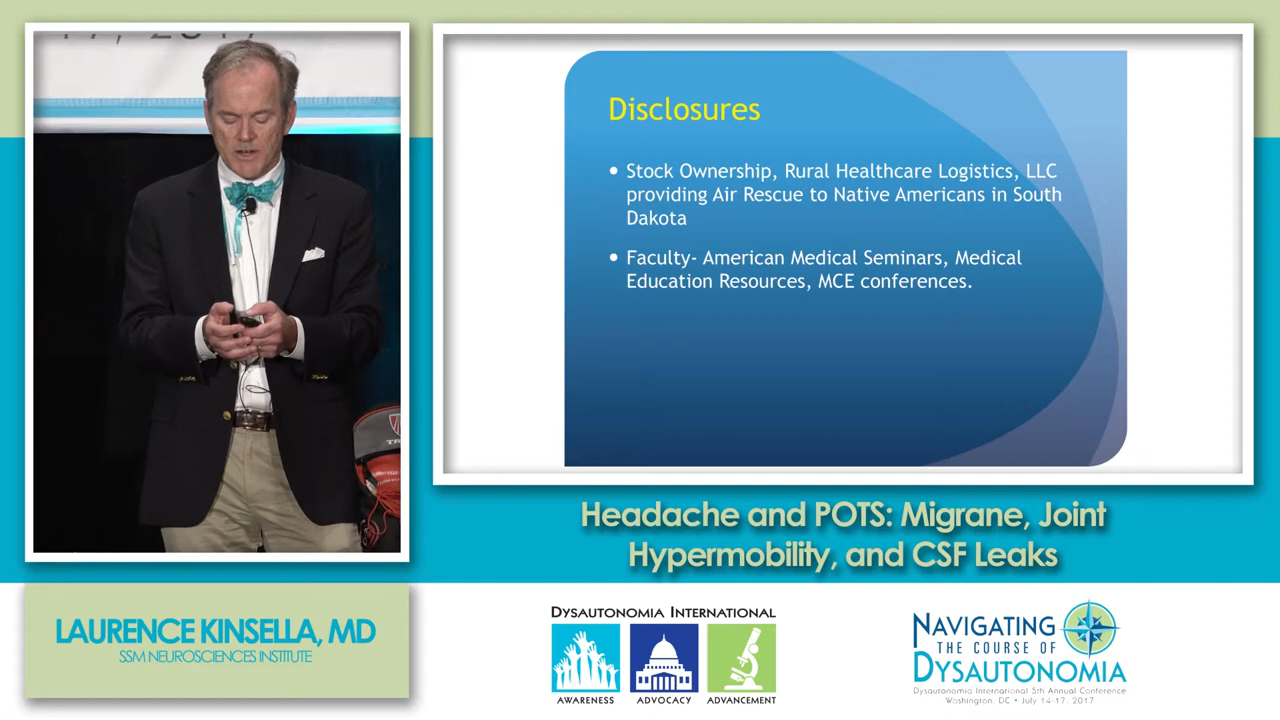 17, 2017
Disclosures
• Stock Ownership, Rural Healthcare Logistics, LLC
providing Air Rescue to Native Americans in South
Dakota
• Faculty- American Medical Seminars, Medical
Education Resources, MCE conferences.
Headache and POTS: Migrane, Joint
Hypermobility, and CSF Leaks
LAURENCE KINSELLA, MD
SSM NEUROSCIENCES INSTITUTE
DYSAUTONOMIA INTERNATIONAL
AWARENESS
ADVOCACY
ADVANCEMENT
NAVIGATING
THE COURSE OF
DYSAUTONOMIA
Dysautonomia International 5th Annual Conference
Washington, DC • July 14-17, 2017